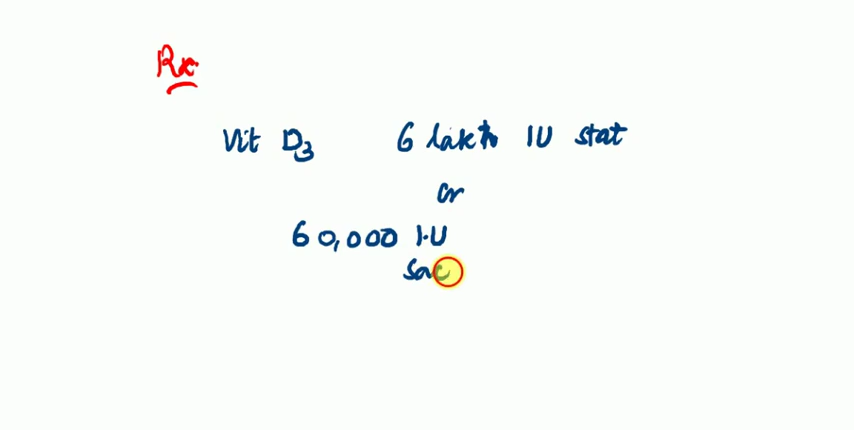 Rx
Vit D3 6 lakh IU stat
or
60,000 I.U
sac